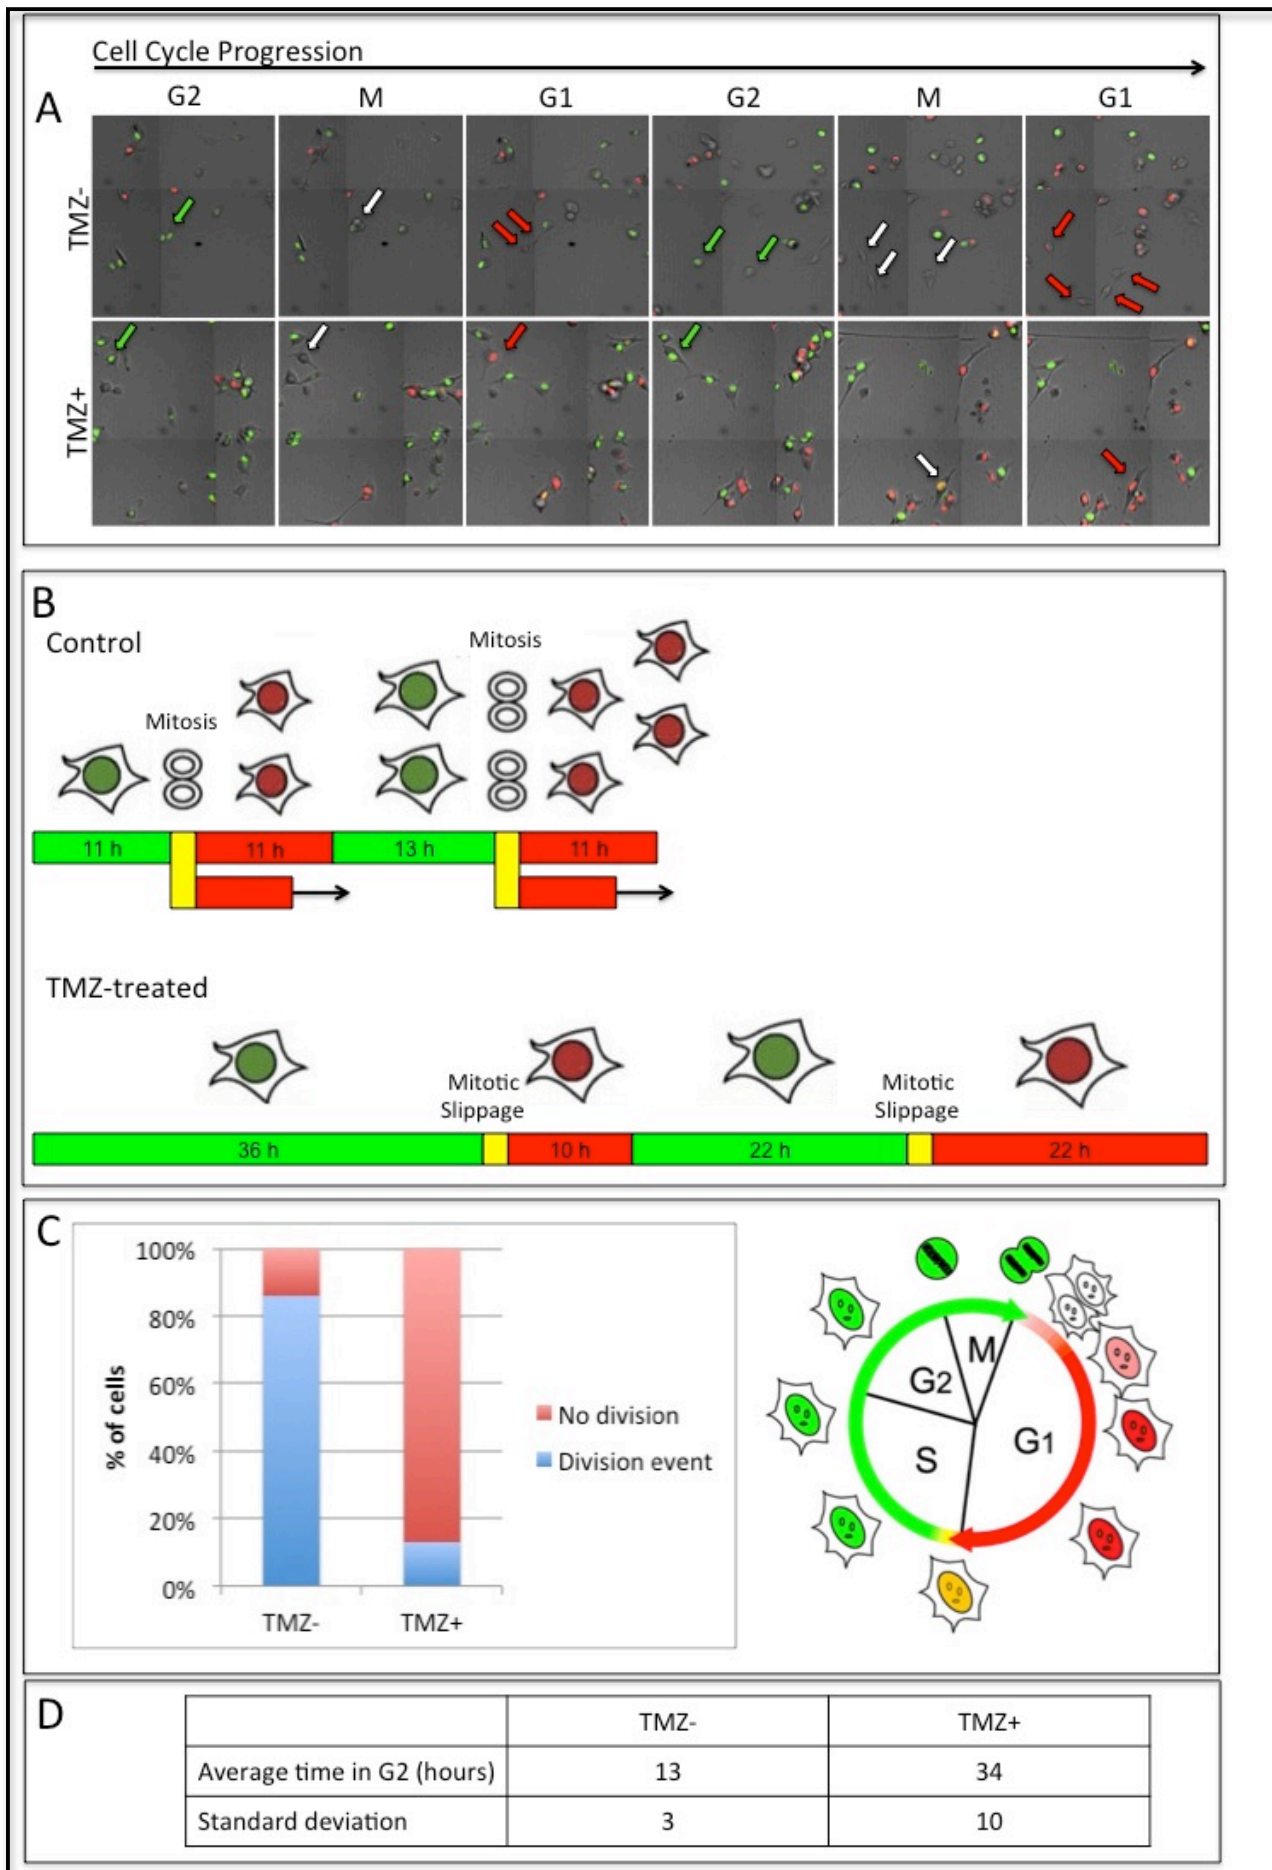 Cell Cycle Progression
A
G2 M G1 G2 M G1
TMZ-
TMZ+
B
Control
Mitosis
Mitosis
11 h 11 h 13 h 11 h
TMZ-treated
Mitotic
Slippage
Mitotic
Slippage
36 h 10 h 22 h 22 h
C
100%
80%
60%
40%
20%
0%
% of cells
TMZ- TMZ+
No division
Division event
M
G2
G1
S
D
TMZ- TMZ+
Average time in G2 (hours) 13 34
Standard deviation 3 10